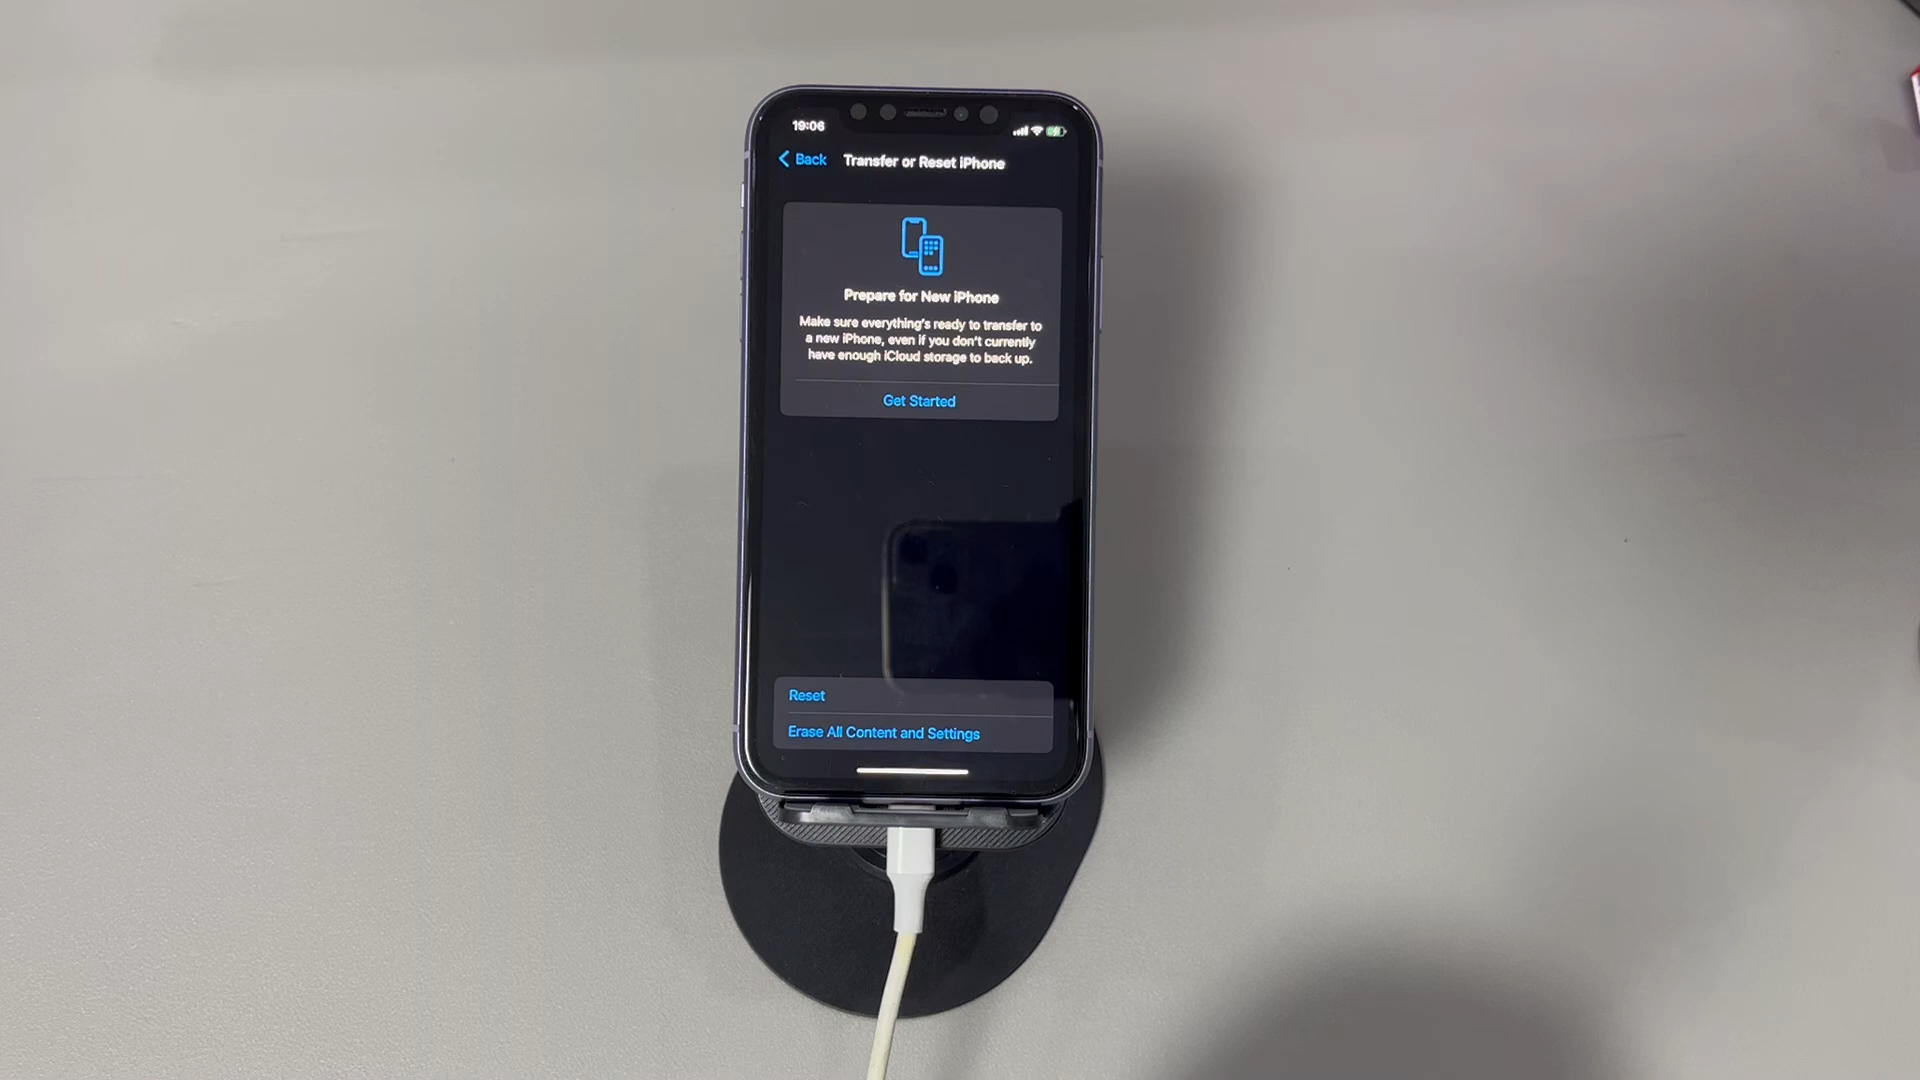 19:06
Back
Transfer or Reset iPhone
Prepare for New iPhone
Make sure everything's ready to transfer to
a new iPhone, even if you don't currently
have enough iCloud storage to back up.
Get Started
Reset
Erase All Content and Settings